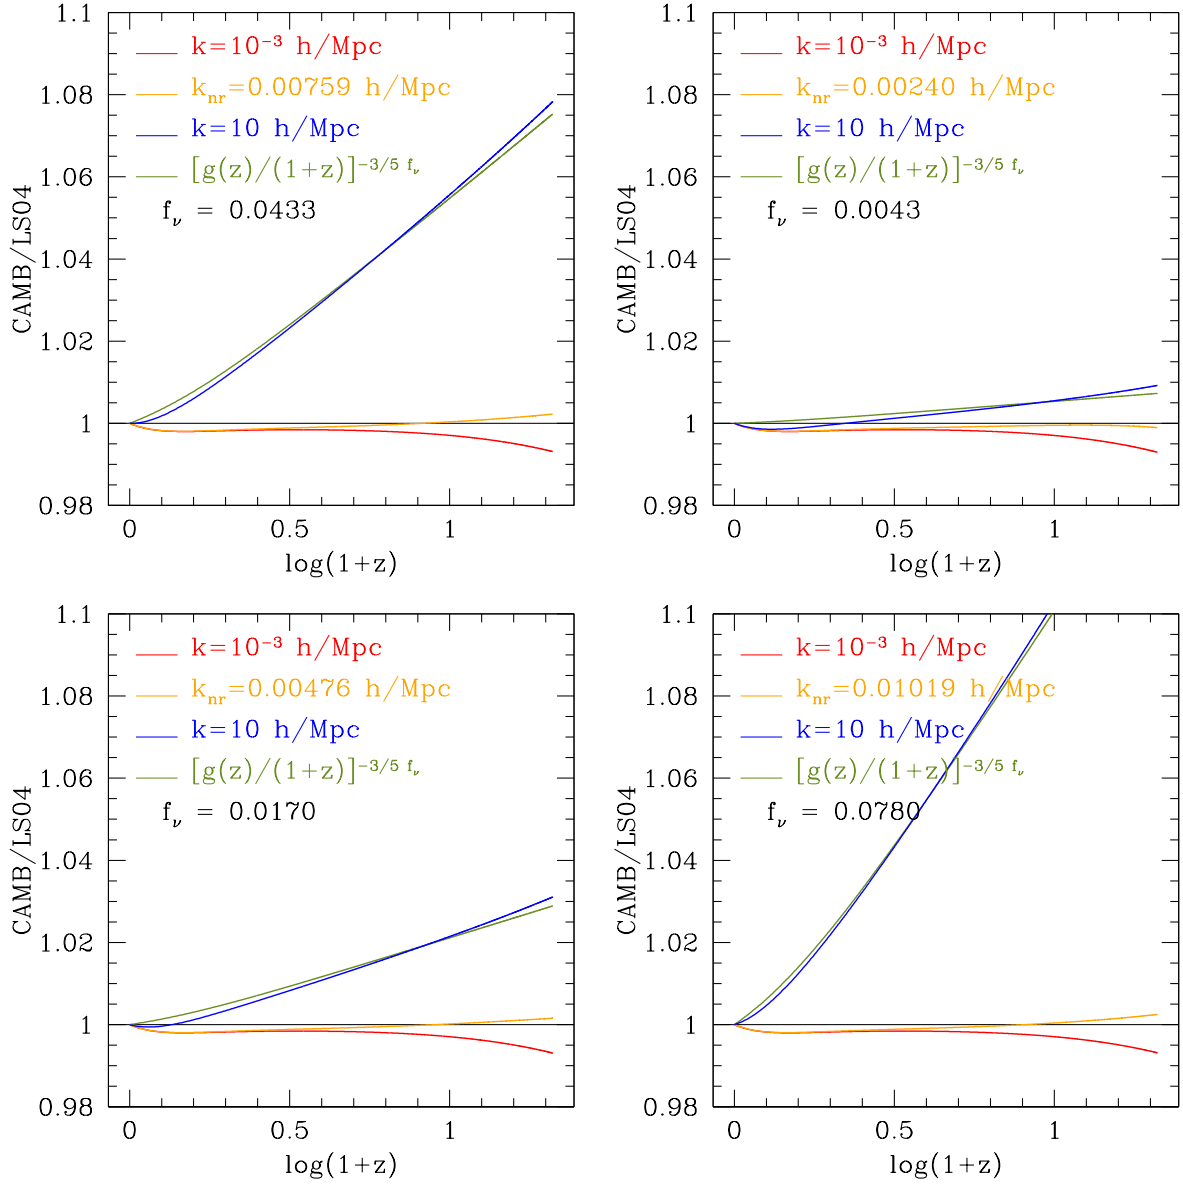 1.1
1.08
1.06
1.04
1.02
1
0.98
CAMB/LS04
k=10⁻³ h/Mpc
kₙᵣ=0.00759 h/Mpc
k=10 h/Mpc
[g(z)/(1+z)]^-3/5 f_ν
f_ν = 0.0433
0 0.5 1
log(1+z)
1.1
1.08
1.06
1.04
1.02
1
0.98
CAMB/LS04
k=10⁻³ h/Mpc
kₙᵣ=0.00240 h/Mpc
k=10 h/Mpc
[g(z)/(1+z)]^-3/5 f_ν
f_ν = 0.0043
0 0.5 1
log(1+z)
1.1
1.08
1.06
1.04
1.02
1
0.98
CAMB/LS04
k=10⁻³ h/Mpc
kₙᵣ=0.00476 h/Mpc
k=10 h/Mpc
[g(z)/(1+z)]^-3/5 f_ν
f_ν = 0.0170
0 0.5 1
log(1+z)
1.1
1.08
1.06
1.04
1.02
1
0.98
CAMB/LS04
k=10⁻³ h/Mpc
kₙᵣ=0.01019 h/Mpc
k=10 h/Mpc
[g(z)/(1+z)]^-3/5 f_ν
f_ν = 0.0780
0 0.5 1
log(1+z)